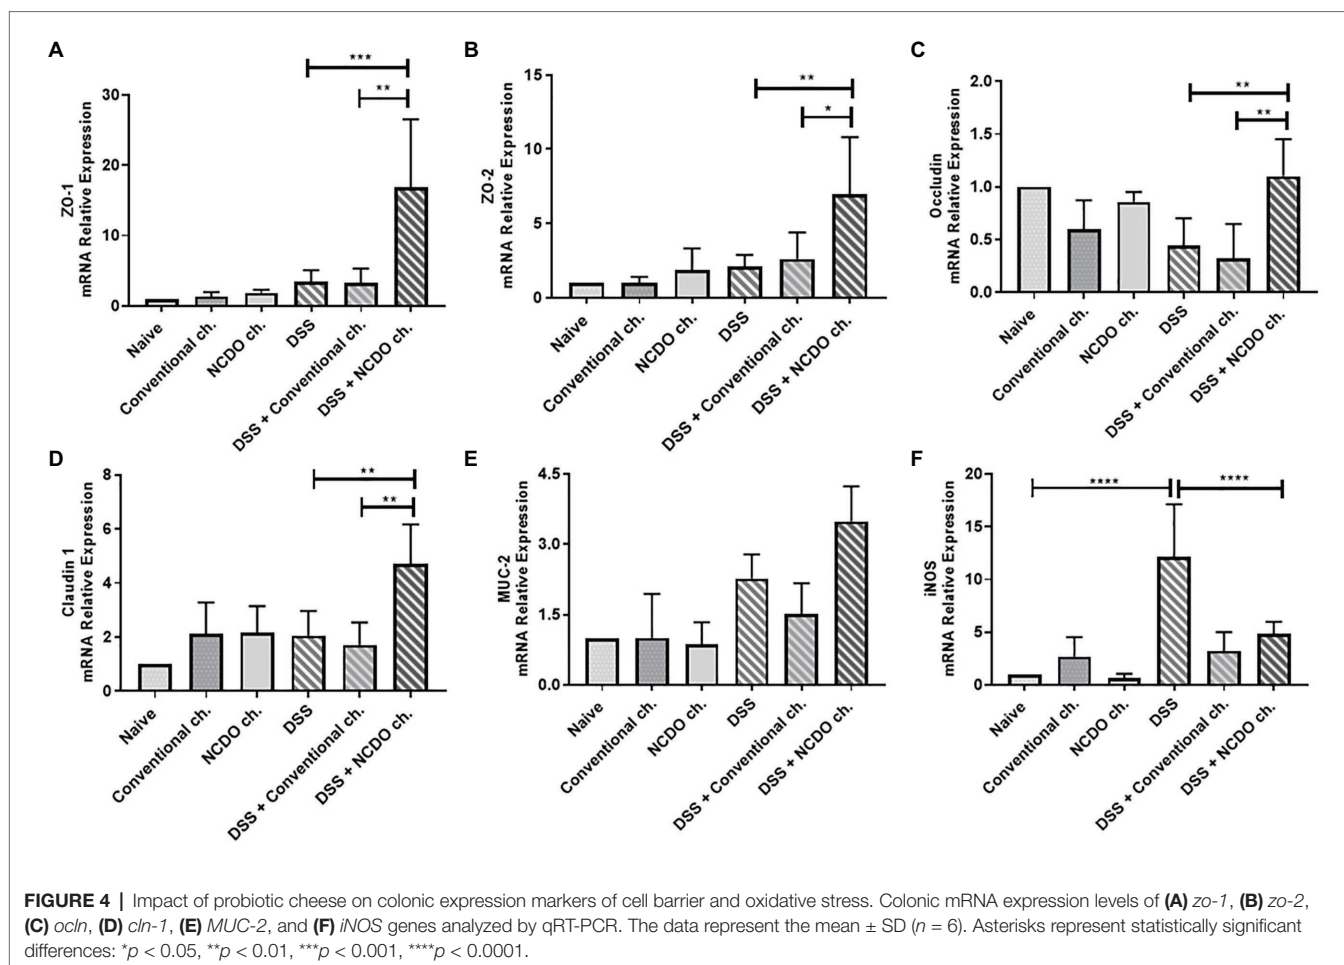 A
***
**
30
20
10
0
ZO-1
mRNA Relative Expression
Naive
Conventional ch.
NCDO ch.
DSS
DSS + Conventional ch.
DSS + NCDO ch.
B
**
*
15
10
5
0
ZO-2
mRNA Relative Expression
Naive
Conventional ch.
NCDO ch.
DSS
DSS + Conventional ch.
DSS + NCDO ch.
C
**
**
2.0
1.5
1.0
0.5
0.0
Occludin
mRNA Relative Expression
Naive
Conventional ch.
NCDO ch.
DSS
DSS + Conventional ch.
DSS + NCDO ch.
D
**
**
8
6
4
2
0
Claudin 1
mRNA Relative Expression
Naive
Conventional ch.
NCDO ch.
DSS
DSS + Conventional ch.
DSS + NCDO ch.
E
4.5
3.0
1.5
0.0
MUC-2
mRNA Relative Expression
Naive
Conventional ch.
NCDO ch.
DSS
DSS + Conventional ch.
DSS + NCDO ch.
F
****
****
20
15
10
5
0
iNOS
mRNA Relative Expression
Naive
Conventional ch.
NCDO ch.
DSS
DSS + Conventional ch.
DSS + NCDO ch.
FIGURE 4 | Impact of probiotic cheese on colonic expression markers of cell barrier and oxidative stress. Colonic mRNA expression levels of (A) zo-1, (B) zo-2,
(C) ocln, (D) cln-1, (E) MUC-2, and (F) iNOS genes analyzed by qRT-PCR. The data represent the mean ± SD (n = 6). Asterisks represent statistically significant
differences: *p < 0.05, **p < 0.01, ***p < 0.001, ****p < 0.0001.